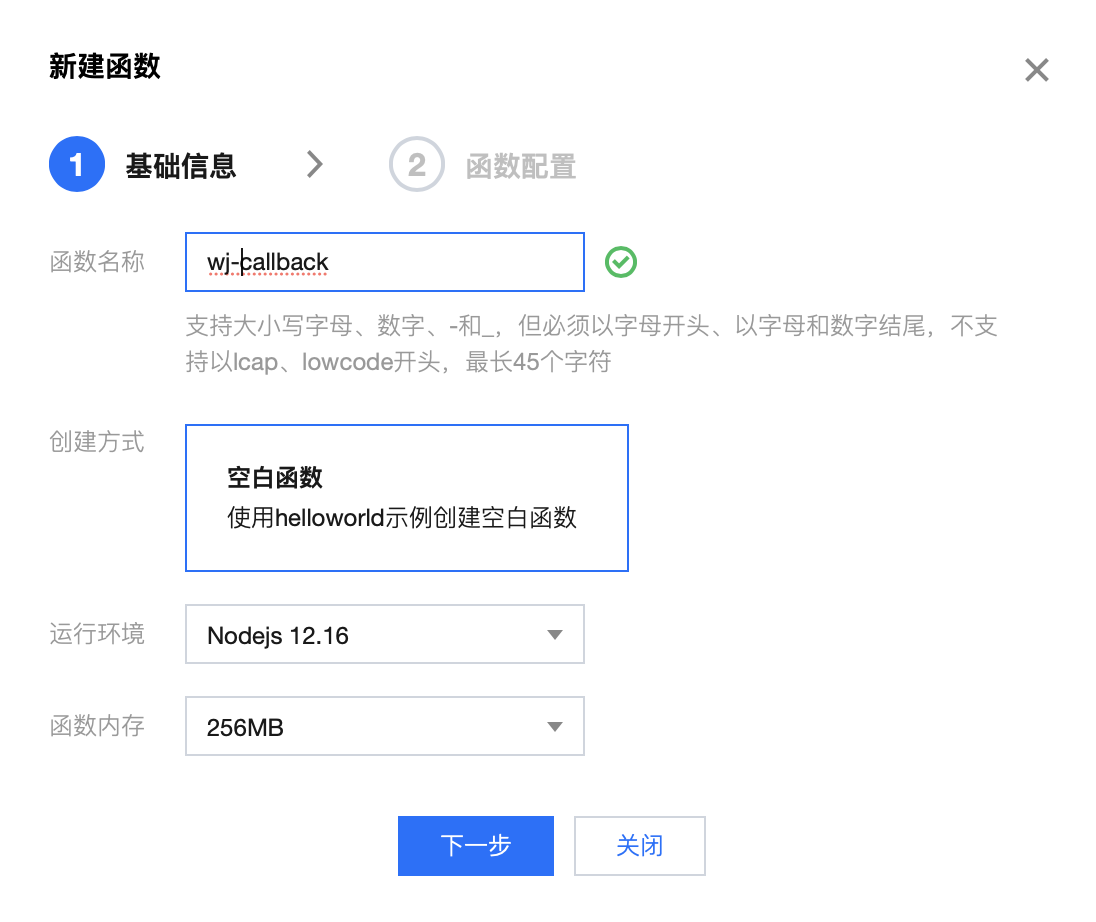 新建函数
1 基础信息 2 函数配置
函数名称 wj-callback
支持大小写字母、数字、-和_，但必须以字母开头、以字母和数字结尾，不支
持以lcap、lowcode开头，最长45个字符
创建方式
空白函数
使用helloworld示例创建空白函数
运行环境 Nodejs 12.16
函数内存 256MB
下一步 关闭